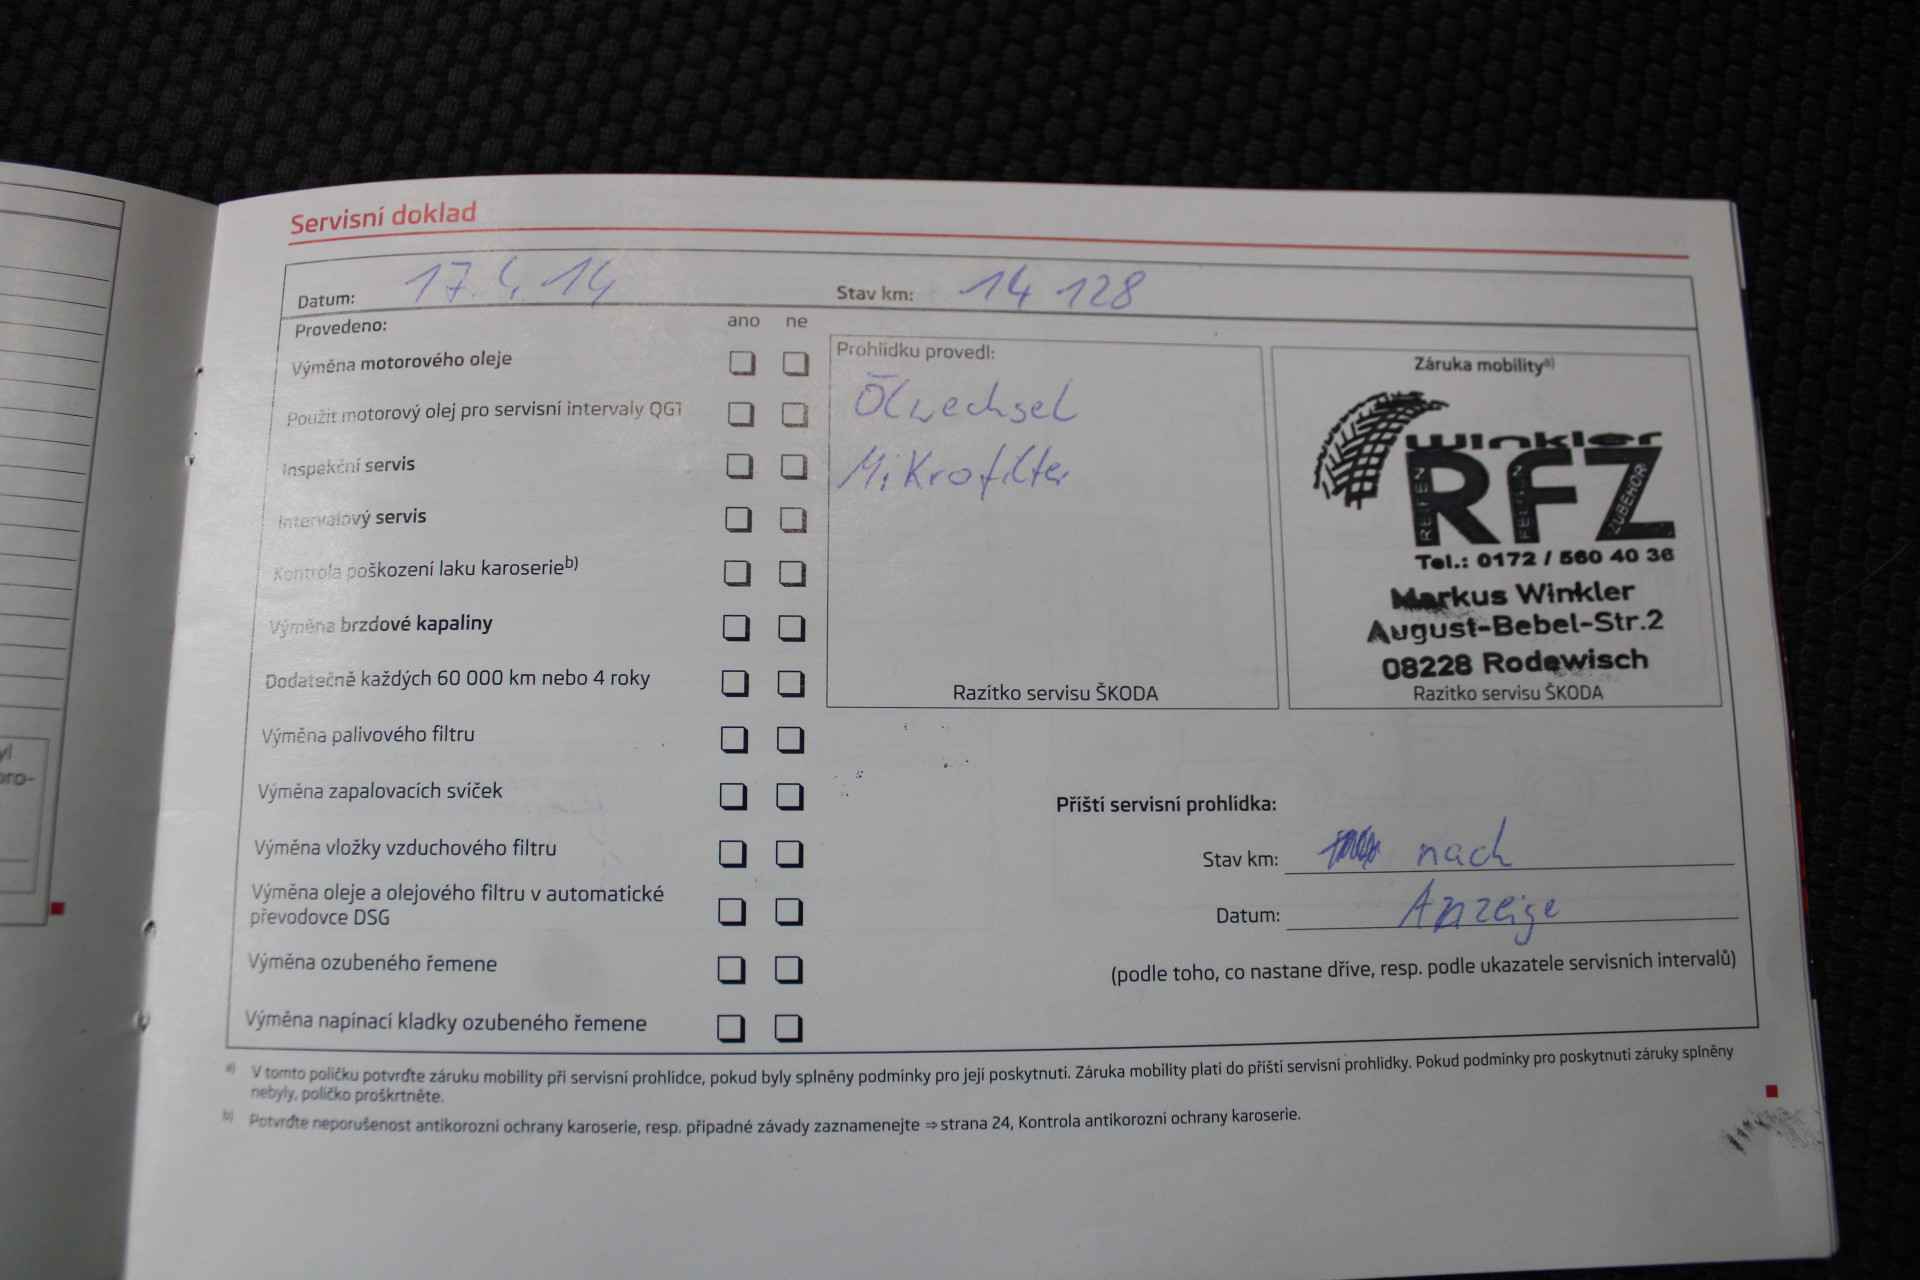 Servisní doklad
Datum: 17.4.14 Stav km: 14 128
Provedeno: ano ne
Výměna motorového oleje
Použit motorový olej pro servisní intervaly QG1
Inspekční servis
Intervalový servis
Kontrola poškození laku karoserie b)
Výměna brzdové kapaliny
Dodatečně každých 60 000 km nebo 4 roky
Výměna palivového filtru
Výměna zapalovacích svíček
Výměna vložky vzduchového filtru
Výměna oleje a olejového filtru v automatické
převodovce DSG
Výměna ozubeného řemene
Výměna napínací kladky ozubeného řemene
Prohlídku provedl:
Ölwechsel
Mikrofilter
Razítko servisu ŠKODA
Záruka mobility a)
Winkler
RFZ
REIFEN FELGEN ZUBEHÖR
Tel.: 0172 / 560 40 36
Markus Winkler
August-Bebel-Str.2
08228 Rodewisch
Razítko servisu ŠKODA
Příští servisní prohlídka:
Stav km: nach
Datum: Anzeige
(podle toho, co nastane dříve, resp. podle ukazatele servisních intervalů)
a) V tomto políčku potvrďte záruku mobility při servisní prohlídce, pokud byly splněny podmínky pro její poskytnutí. Záruka mobility platí do příští servisní prohlídky. Pokud podmínky pro poskytnutí záruky splněny
nebyly, políčko proškrtněte.
b) Potvrďte neporušenost antikorozní ochrany karoserie, resp. případné závady zaznamenejte ⇒ strana 24, Kontrola antikorozní ochrany karoserie.